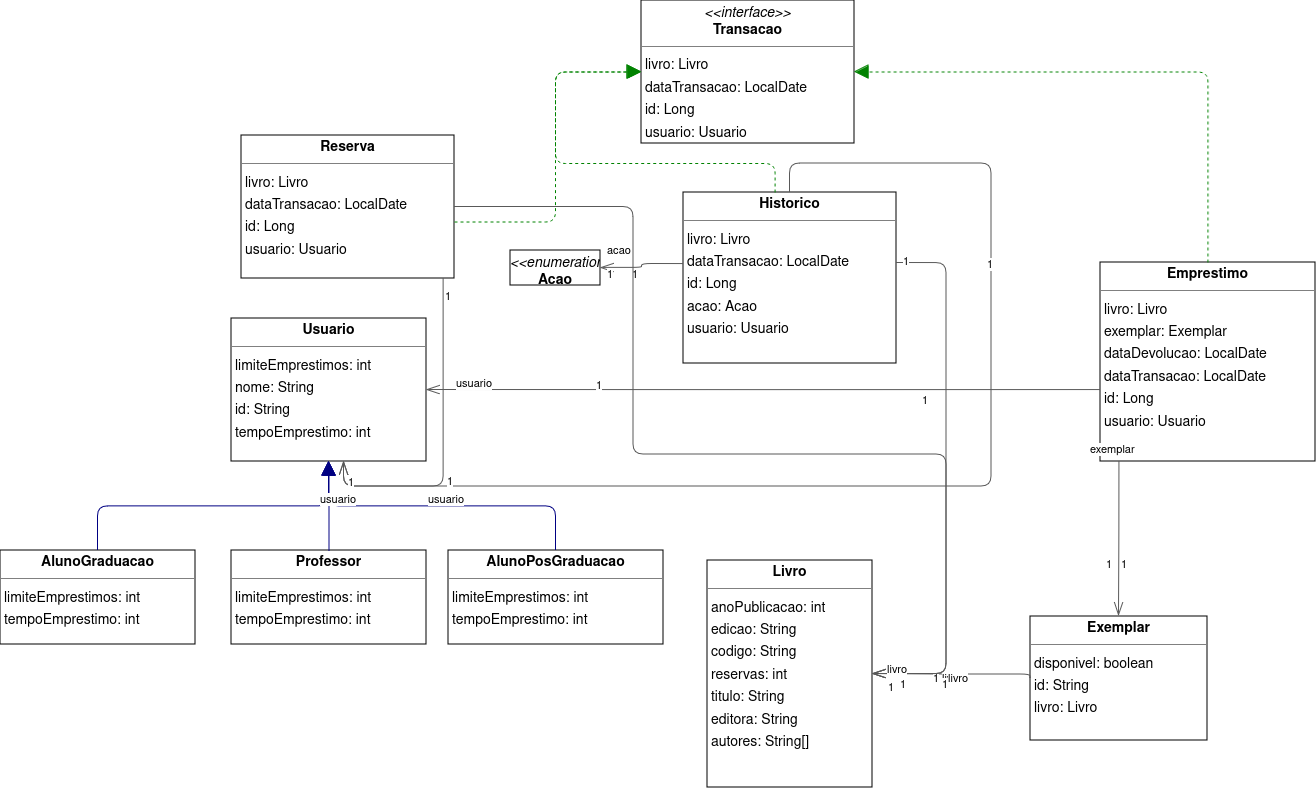 <<interface>>
Transacao
livro: Livro
dataTransacao: LocalDate
id: Long
usuario: Usuario
Reserva
livro: Livro
dataTransacao: LocalDate
id: Long
usuario: Usuario
Historico
livro: Livro
dataTransacao: LocalDate
id: Long
acao: Acao
usuario: Usuario
<<enumeration
Acao
acao
1
1
1
1
1
Emprestimo
livro: Livro
exemplar: Exemplar
dataDevolucao: LocalDate
dataTransacao: LocalDate
id: Long
usuario: Usuario
Usuario
limiteEmprestimos: int
nome: String
id: String
tempoEmprestimo: int
usuario
1
1
exemplar
1
1
usuario
usuario
AlunoGraduacao
limiteEmprestimos: int
tempoEmprestimo: int
Professor
limiteEmprestimos: int
tempoEmprestimo: int
AlunoPosGraduacao
limiteEmprestimos: int
tempoEmprestimo: int
Livro
anoPublicacao: int
edicao: String
codigo: String
reservas: int
titulo: String
editora: String
autores: String[]
livro
1
1
1
livro
1
1
1
Exemplar
disponivel: boolean
id: String
livro: Livro